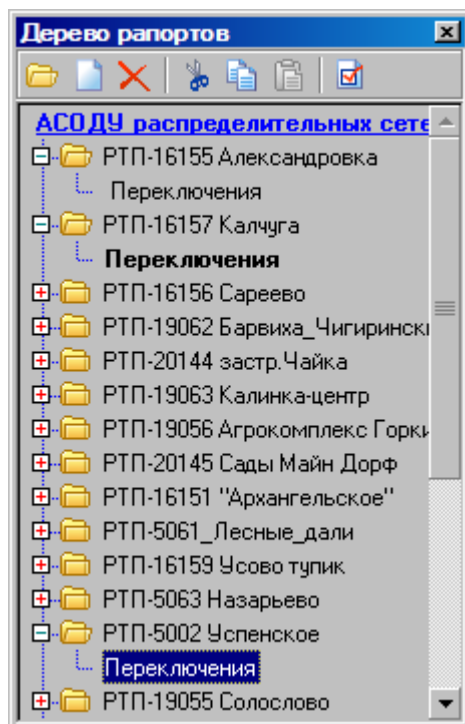 Дерево рапортов
АСОДУ распределительных сете
РТП-16155 Александровка
Переключения
РТП-16157 Калчуга
Переключения
РТП-16156 Сареево
РТП-19062 Барвиха_Чигиринск
РТП-20144 застр.Чайка
РТП-19063 Калинка-центр
РТП-19056 Агрокомплекс Горки
РТП-20145 Сады Майн Дорф
РТП-16151 "Архангельское"
РТП-5061_Лесные_дали
РТП-16159 Усово тупик
РТП-5063 Назарьево
РТП-5002 Успенское
Переключения
РТП-19055 Солослово